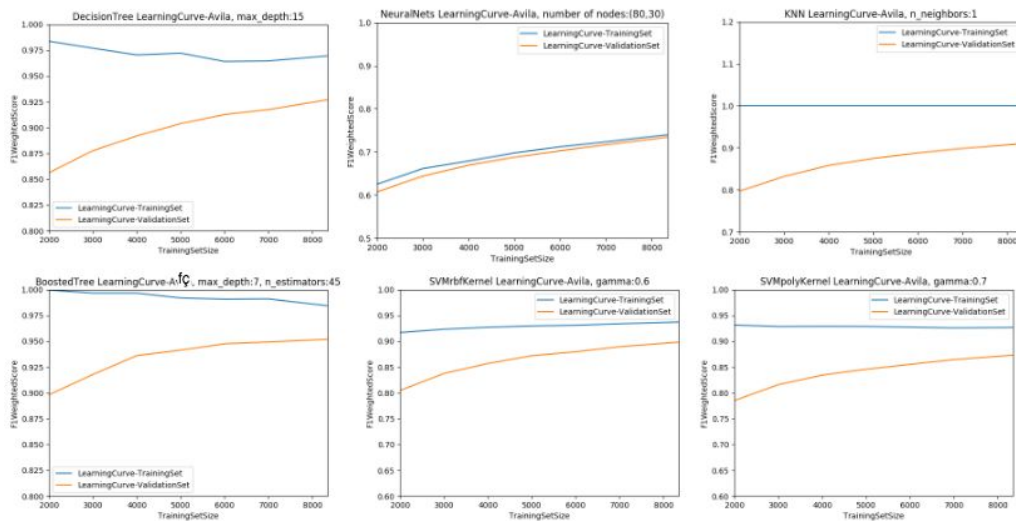 DecisionTree LearningCurve-Avila, max_depth:15
F1WeightedScore
1.000
0.975
0.950
0.925
0.900
0.875
0.850
0.825
0.800
LearningCurve-TrainingSet
LearningCurve-ValidationSet
2000 3000 4000 5000 6000 7000 8000
TrainingSetSize
NeuralNets LearningCurve-Avila, number of nodes:(80,30)
F1WeightedScore
1.0
0.9
0.8
0.7
0.6
0.5
LearningCurve-TrainingSet
LearningCurve-ValidationSet
2000 3000 4000 5000 6000 7000 8000
TrainingSetSize
KNN LearningCurve-Avila, n_neighbors:1
F1WeightedScore
1.2
1.1
1.0
0.9
0.8
0.7
LearningCurve-TrainingSet
LearningCurve-ValidationSet
2000 3000 4000 5000 6000 7000 8000
TrainingSetSize
BoostedTree LearningCurve-Av fç , max_depth:7, n_estimators:45
F1WeightedScore
1.000
0.975
0.950
0.925
0.900
0.875
0.850
0.825
0.800
LearningCurve-TrainingSet
LearningCurve-ValidationSet
2000 3000 4000 5000 6000 7000 8000
TrainingSetSize
SVMrbfKernel LearningCurve-Avila, gamma:0.6
F1WeightedScore
1.00
0.95
0.90
0.85
0.80
0.75
0.70
0.65
0.60
LearningCurve-TrainingSet
LearningCurve-ValidationSet
2000 3000 4000 5000 6000 7000 8000
TrainingSetSize
SVMpolyKernel LearningCurve-Avila, gamma:0.7
F1WeightedScore
1.00
0.95
0.90
0.85
0.80
0.75
0.70
0.65
0.60
LearningCurve-TrainingSet
LearningCurve-ValidationSet
2000 3000 4000 5000 6000 7000 8000
TrainingSetSize